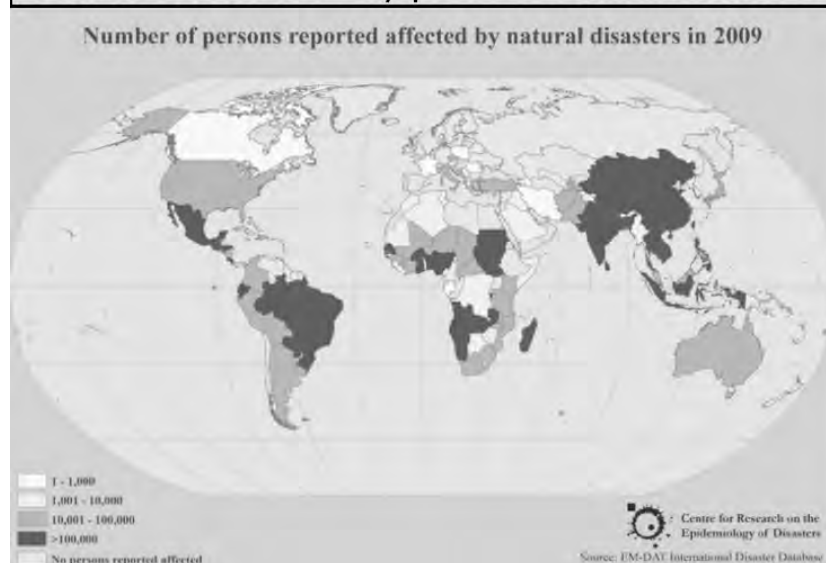 Number of persons reported affected by natural disasters in 2009
1 - 1,000
1,001 - 10,000
10,001 - 100,000
>100,000
No persons reported affected
Centre for Research on the
Epidemiology of Disasters
Source: EM-DAT International Disaster Database